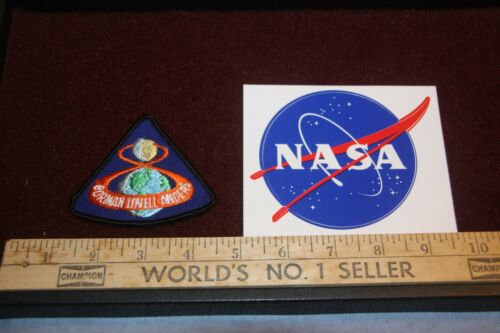 BORMAN LOVELL ANDERS
NASA
1 2 3 4 5 6 7 8 9 10
CHAMPION WORLD'S NO. 1 SELLER CHAMPION